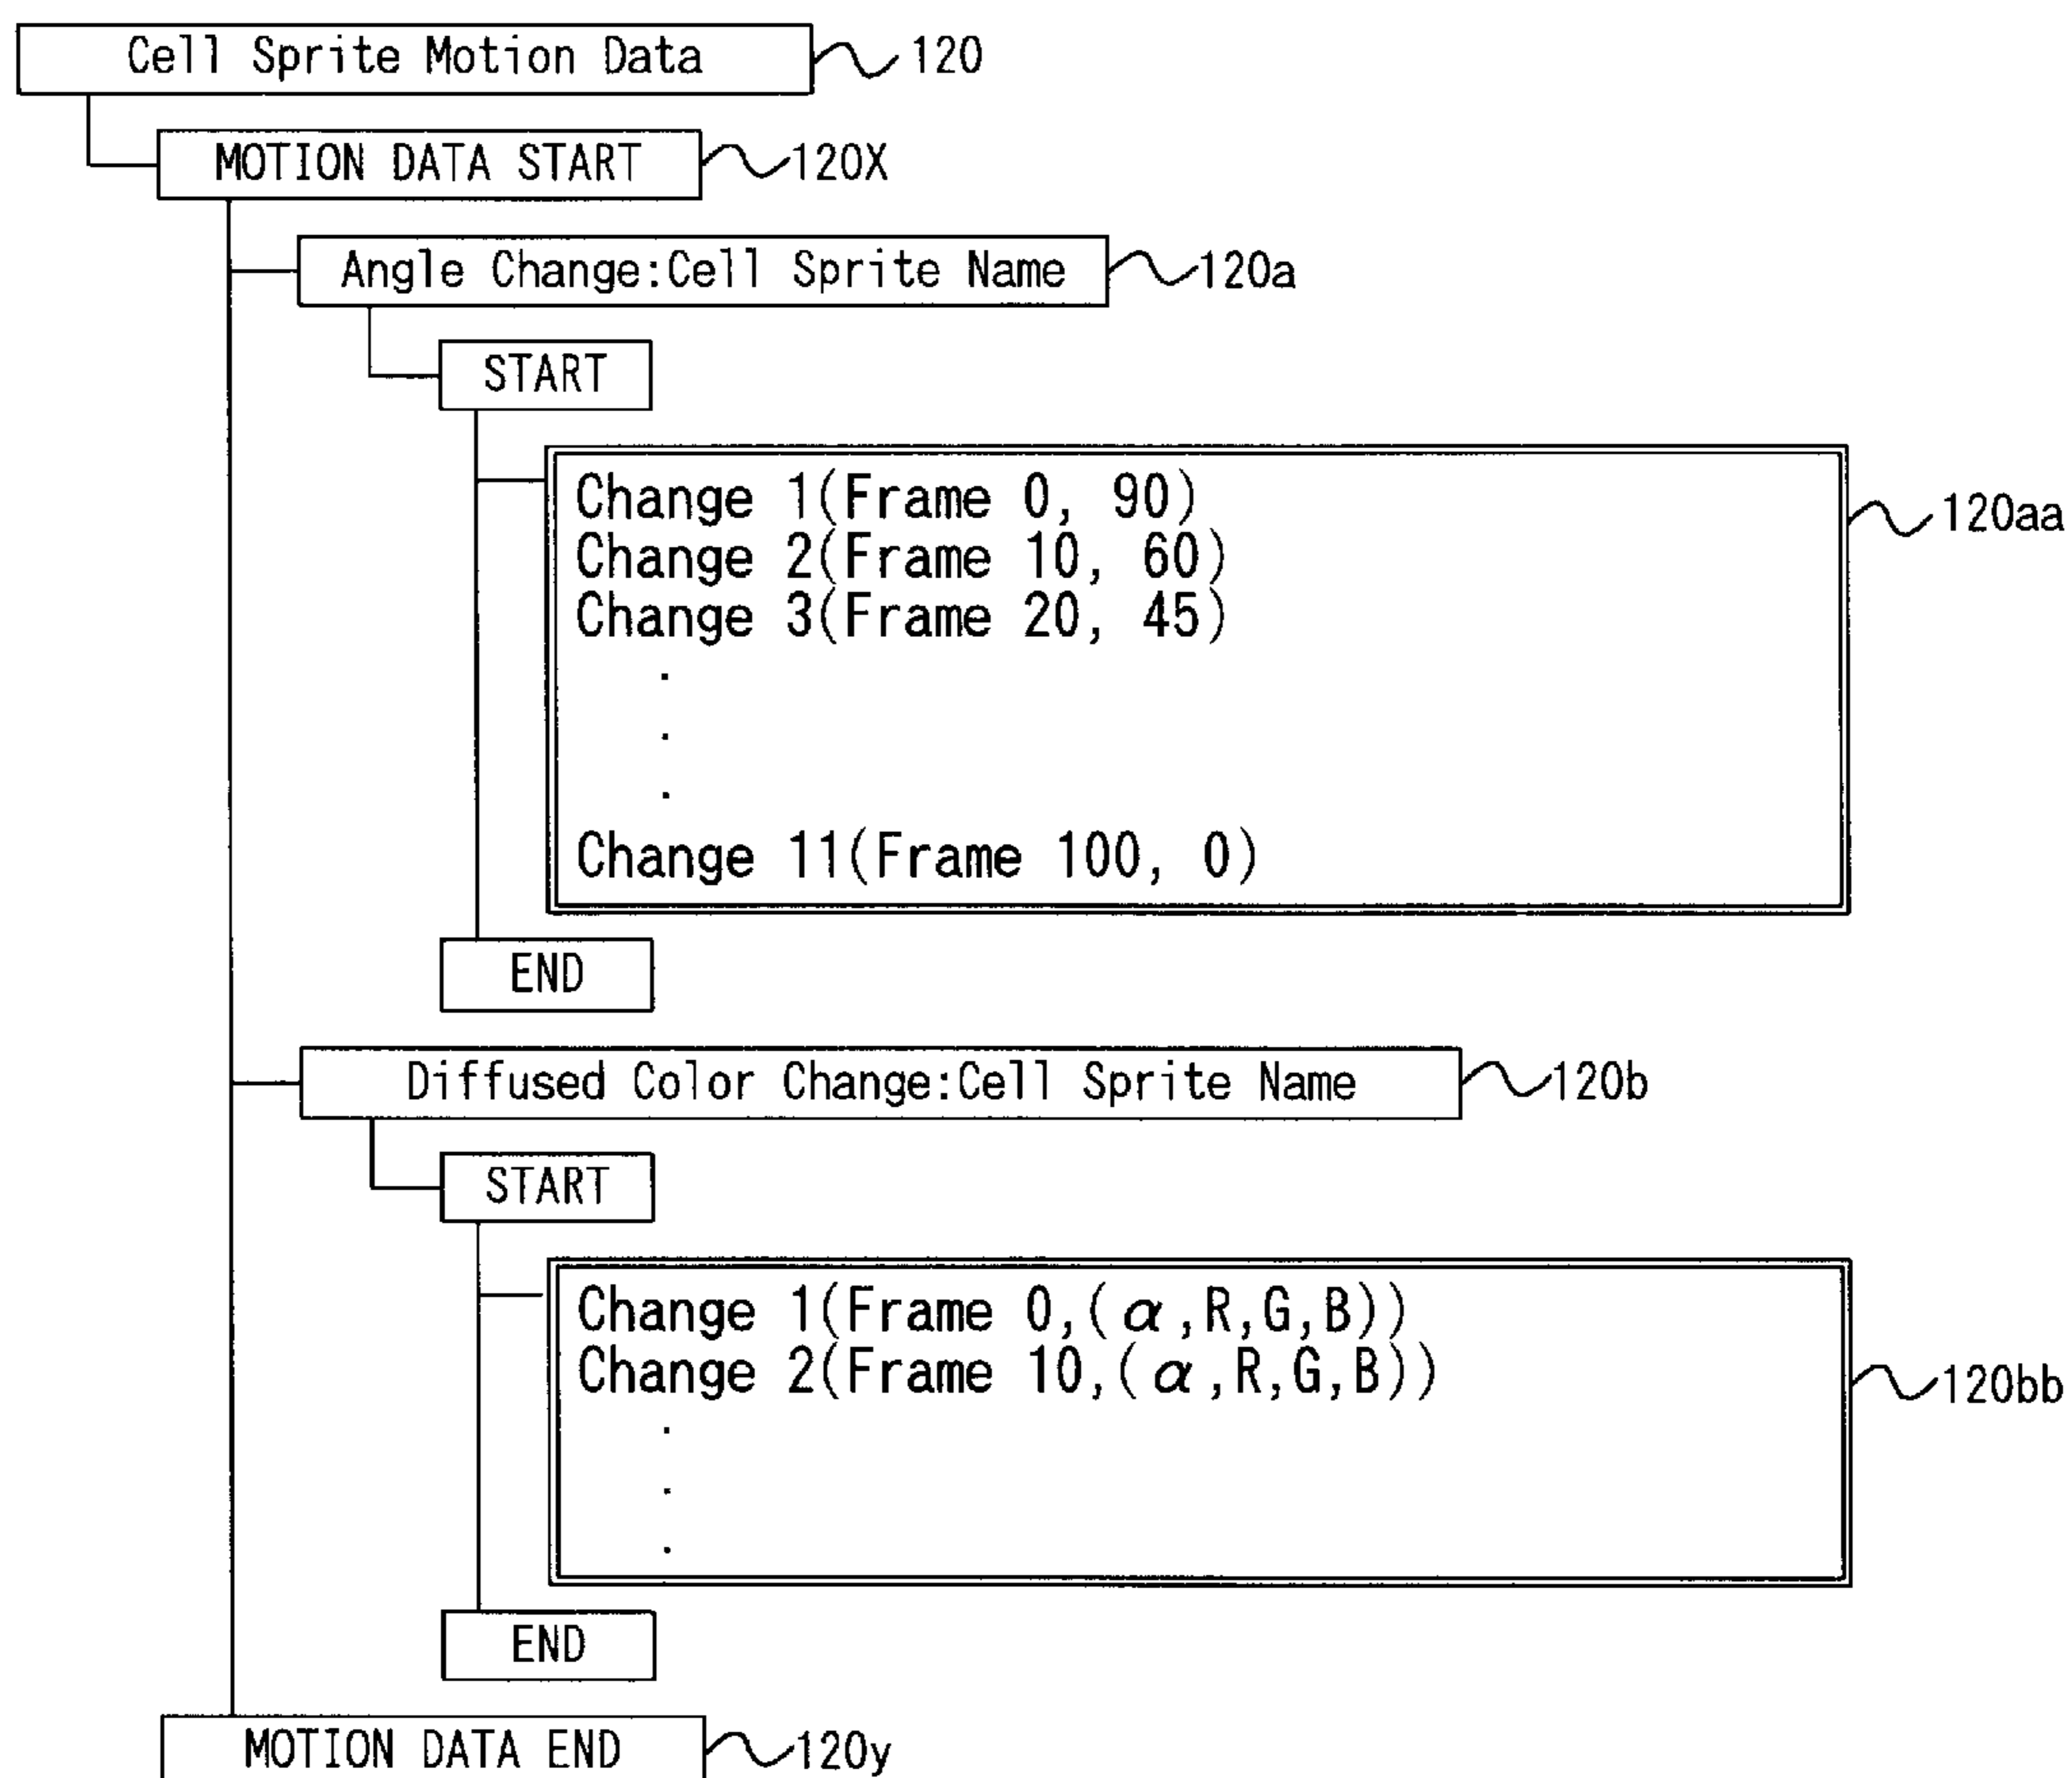 Cell Sprite Motion Data 120
MOTION DATA START 120X
Angle Change:Cell Sprite Name 120a
START
Change 1(Frame 0, 90) 120aa
Change 2(Frame 10, 60)
Change 3(Frame 20, 45)
.
.
.
Change 11(Frame 100, 0)
END
Diffused Color Change:Cell Sprite Name 120b
START
Change 1(Frame 0,(α,R,G,B))
Change 2(Frame 10,(α,R,G,B)) 120bb
.
.
.
END
MOTION DATA END 120y